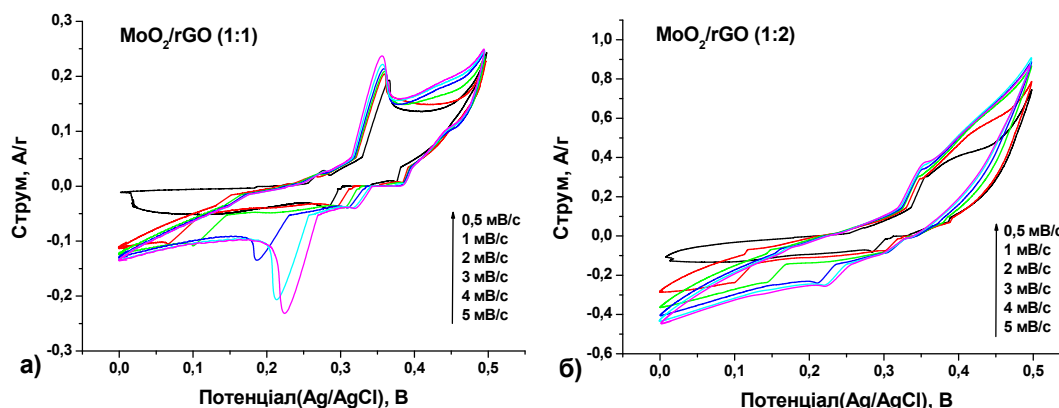 MoO2/rGO (1:1)
Струм, А/г
0,3
0,2
0,1
0,0
-0,1
-0,2
-0,3
0,5 мВ/с
1 мВ/с
2 мВ/с
3 мВ/с
4 мВ/с
5 мВ/с
0,0 0,1 0,2 0,3 0,4 0,5
а)
Потенціал(Ag/AgCl), В
MoO2/rGO (1:2)
Струм, А/г
1,0
0,8
0,6
0,4
0,2
0,0
-0,2
-0,4
-0,6
0,5 мВ/с
1 мВ/с
2 мВ/с
3 мВ/с
4 мВ/с
5 мВ/с
0,0 0,1 0,2 0,3 0,4 0,5
б)
Потенціал(Ag/AgCl), В